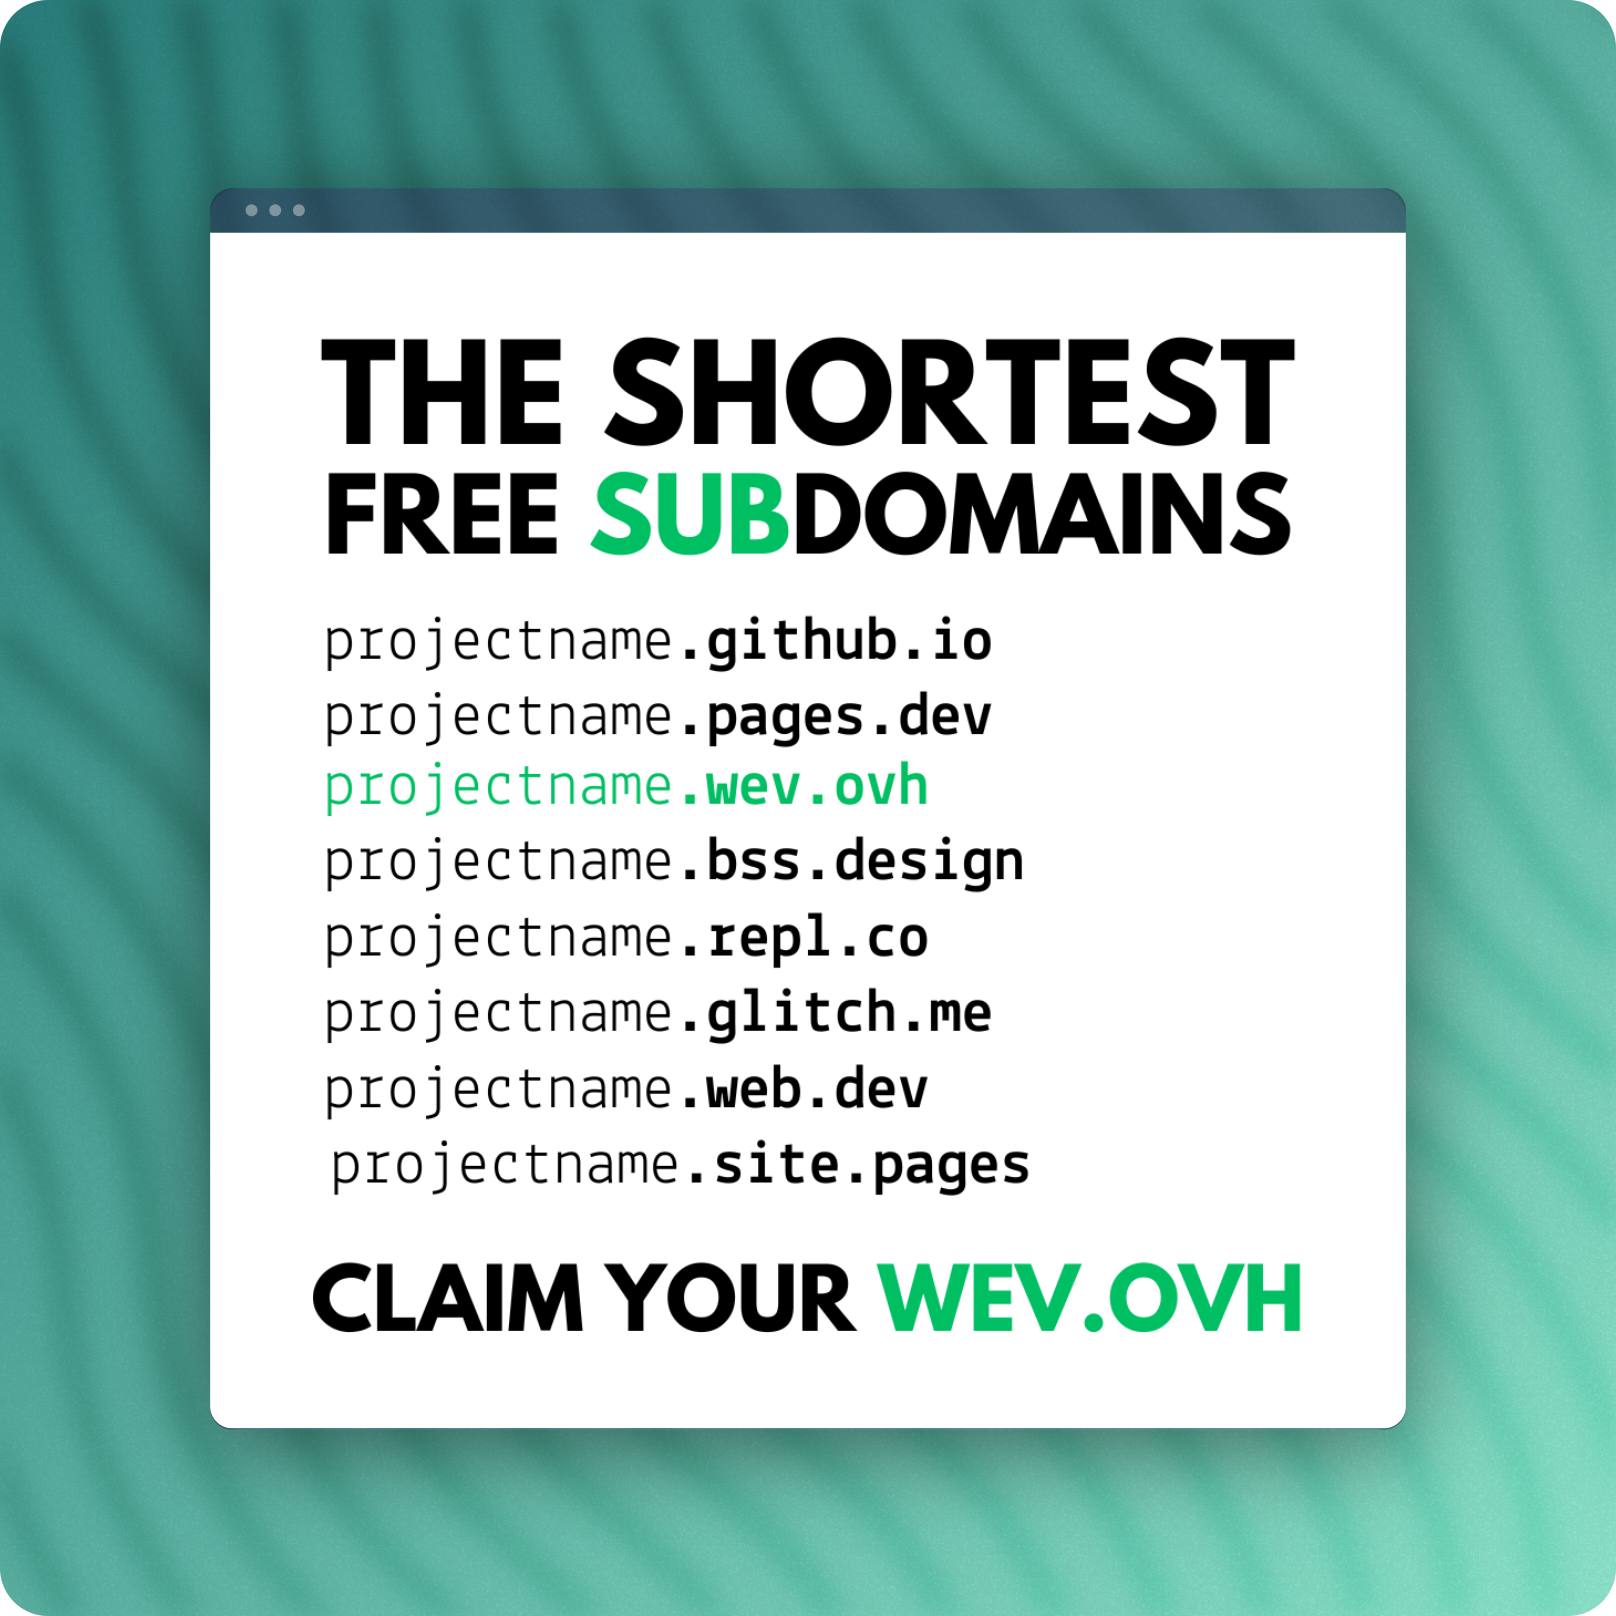 THE SHORTEST
FREE SUBDOMAINS
projectname.github.io
projectname.pages.dev
projectname.wev.ovh
projectname.bss.design
projectname.repl.co
projectname.glitch.me
projectname.web.dev
projectname.site.pages
CLAIM YOUR WEV.OVH